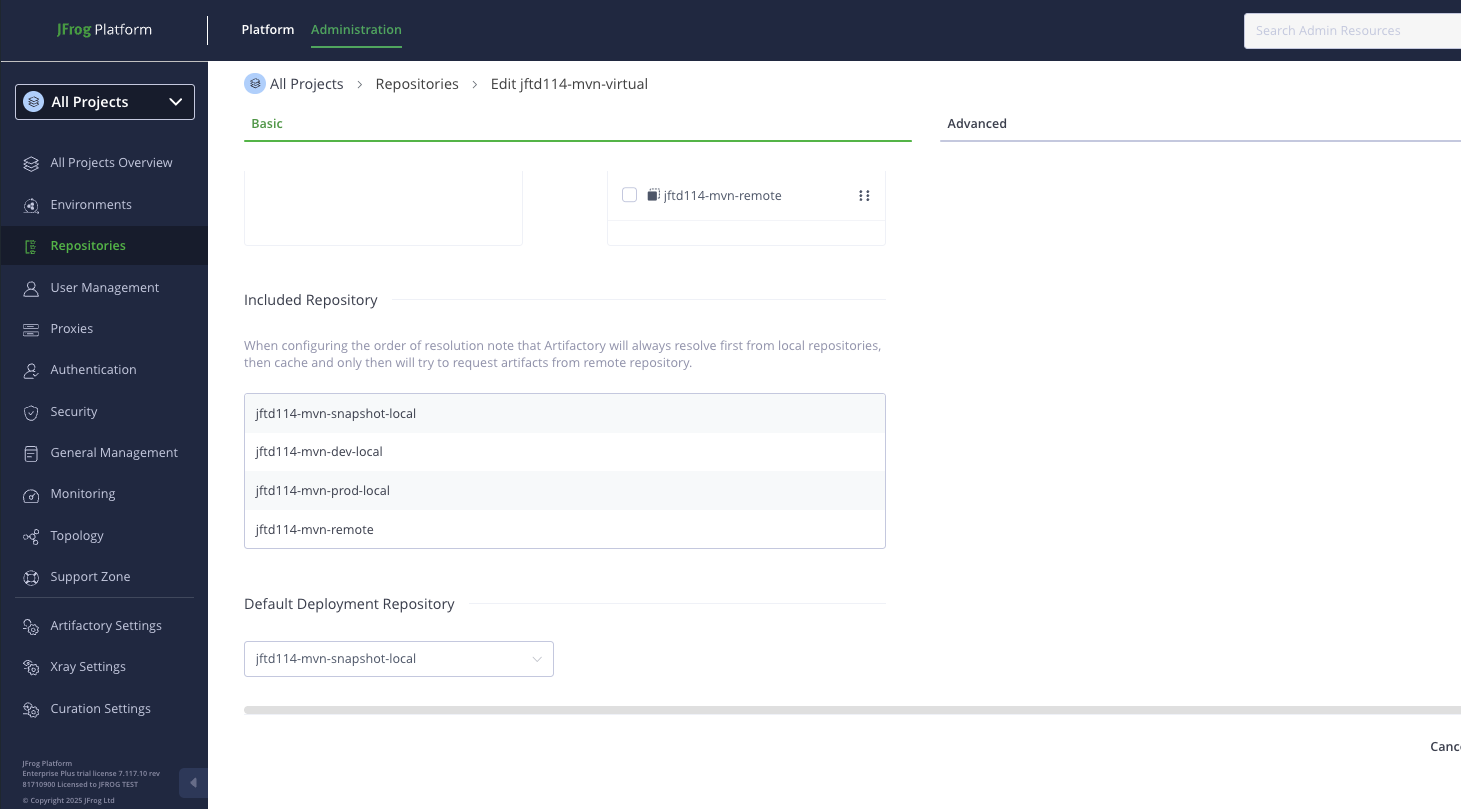 JFrog Platform
Platform
Administration
Search Admin Resources
All Projects
All Projects Overview
Environments
Repositories
User Management
Proxies
Authentication
Security
General Management
Monitoring
Topology
Support Zone
Artifactory Settings
Xray Settings
Curation Settings
JFrog Platform
Enterprise Plus trial license 7.117.10 rev
81710900 Licensed to JFROG TEST
© Copyright 2025 JFrog Ltd
All Projects > Repositories > Edit jftd114-mvn-virtual
Basic
Advanced
jftd114-mvn-remote
Included Repository
When configuring the order of resolution note that Artifactory will always resolve first from local repositories,
then cache and only then will try to request artifacts from remote repository.
jftd114-mvn-snapshot-local
jftd114-mvn-dev-local
jftd114-mvn-prod-local
jftd114-mvn-remote
Default Deployment Repository
jftd114-mvn-snapshot-local